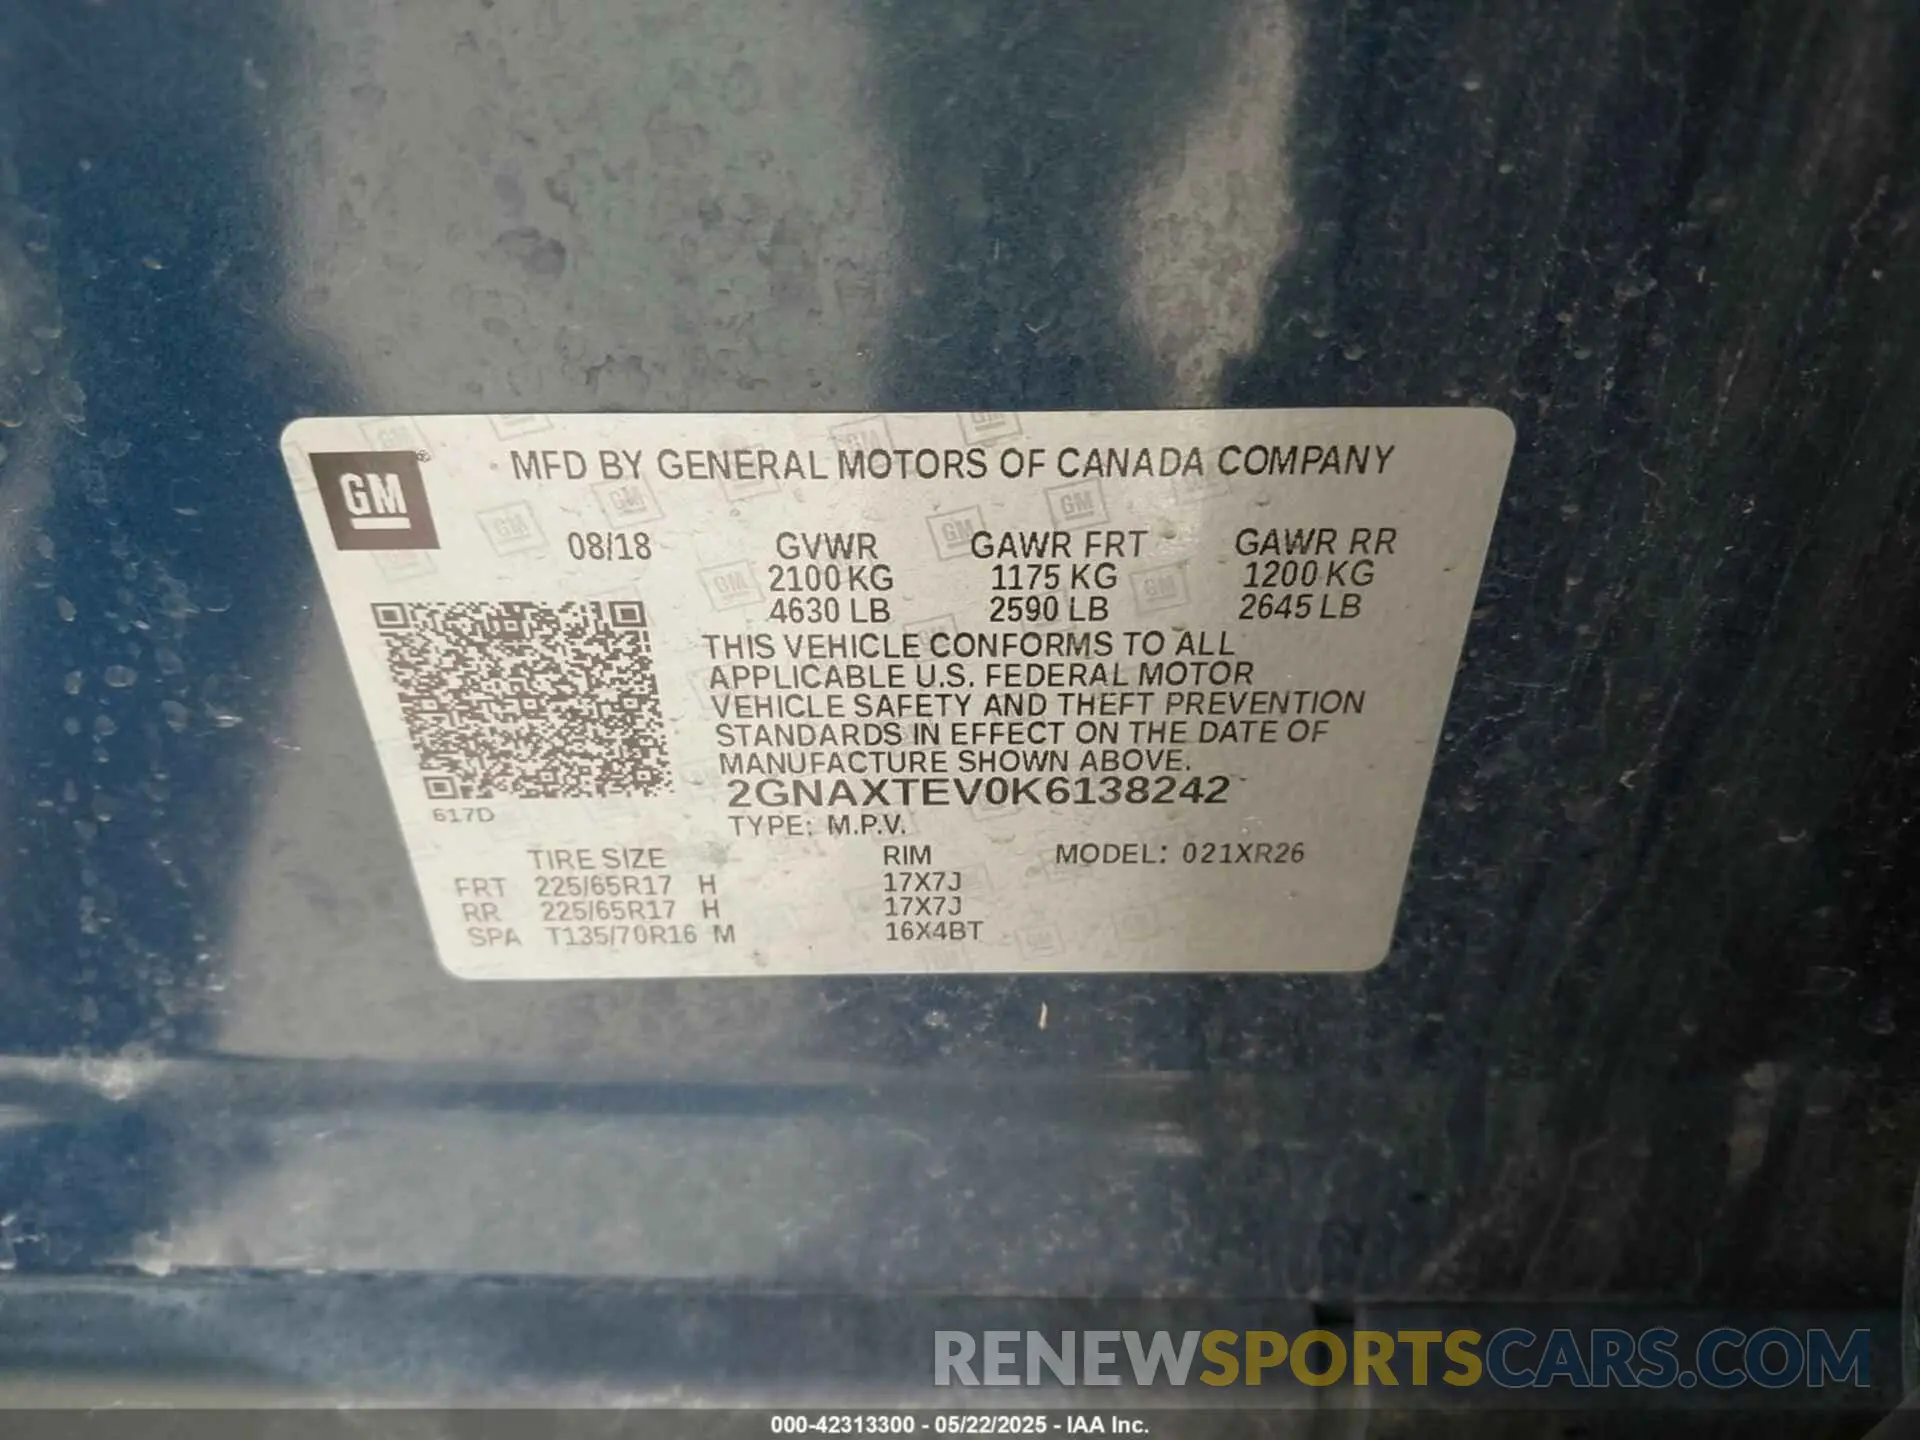 GM
MFD BY GENERAL MOTORS OF CANADA COMPANY
08/18 GVWR GAWR FRT GAWR RR
2100 KG 1175 KG 1200 KG
4630 LB 2590 LB 2645 LB
THIS VEHICLE CONFORMS TO ALL
APPLICABLE U.S. FEDERAL MOTOR
VEHICLE SAFETY AND THEFT PREVENTION
STANDARDS IN EFFECT ON THE DATE OF
MANUFACTURE SHOWN ABOVE.
2GNAXTEV0K6138242
617D
TYPE: M.P.V.
TIRE SIZE RIM MODEL: 021XR26
FRT 225/65R17 H 17X7J
RR 225/65R17 H 17X7J
SPA T135/70R16 M 16X4BT
RENEWSPORTSCARS.COM
000-42313300 - 05/22/2025 - IAA Inc.